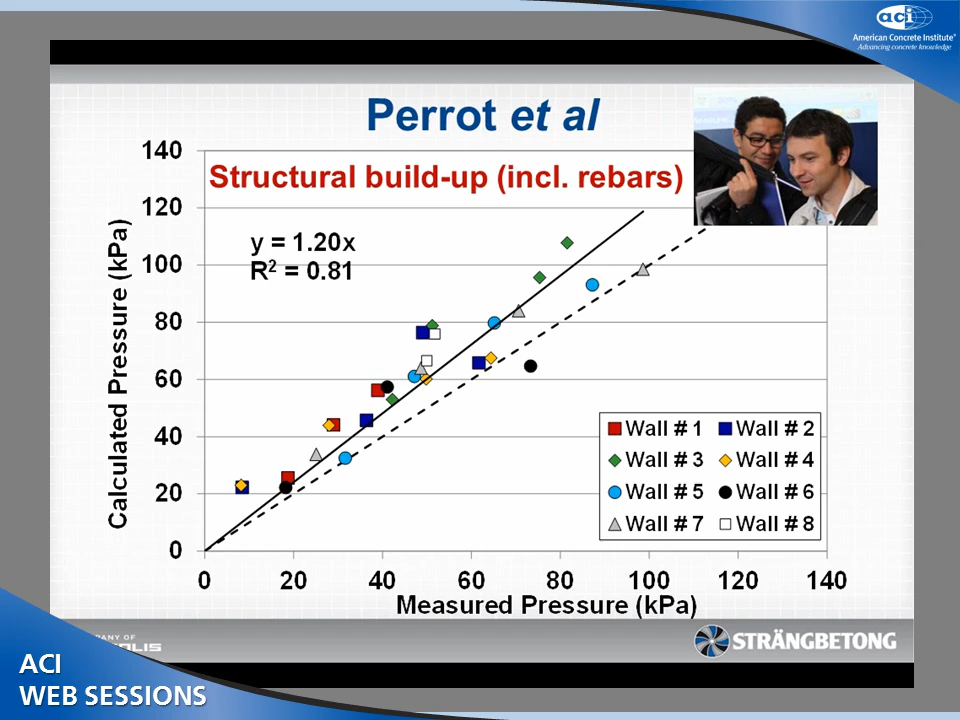 aci
American Concrete Institute®
Advancing concrete knowledge
Perrot et al
Structural build-up (incl. rebars)
y = 1.20x
R² = 0.81
Calculated Pressure (kPa)
140
120
100
80
60
40
20
0
0 20 40 60 80 100 120 140
Measured Pressure (kPa)
Wall # 1 Wall # 2
Wall # 3 Wall # 4
Wall # 5 Wall # 6
Wall # 7 Wall # 8
OF
STRÄNGBETONG
ACI
WEB SESSIONS